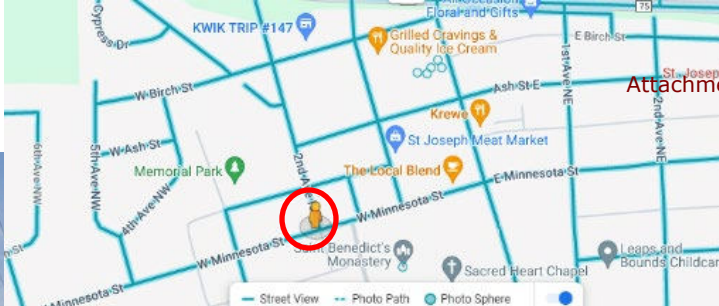 All Occasion
Floral and Gifts
75
KWIK TRIP #147
Grilled Cravings &
Quality Ice Cream
E Birch St
Cypress Dr
1st Ave NE
W Birch St
Ash St E
St. Josep
Attachme
Krewe
2nd Ave NE
6th Ave NW
5th Ave NW
W Ash St
St Joseph Meat Market
Memorial Park
2nd Ave
The Local Blend
E Minnesota St
4th Ave NW
W Minnesota St
W Minnesota St
Saint Benedict's
Monastery
Leaps and
Bounds Childcar
Sacred Heart Chapel
Minnesota St
Street View
Photo Path
Photo Sphere